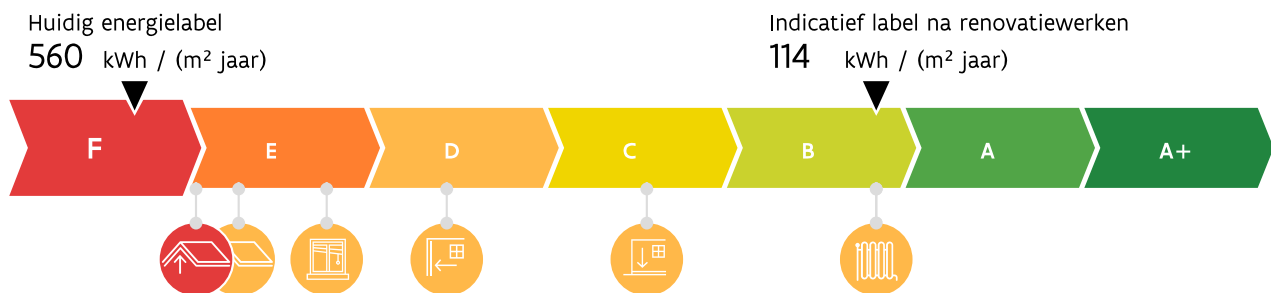 Huidig energielabel
560 kWh / (m² jaar)
Indicatief label na renovatiewerken
114 kWh / (m² jaar)
F E D C B A A+